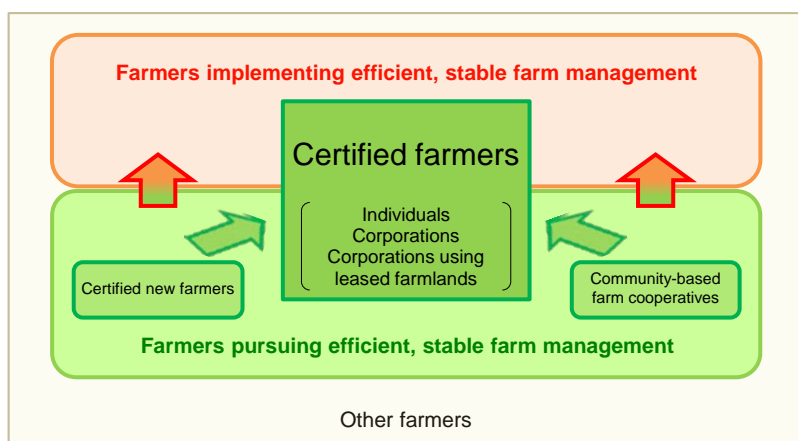 Farmers implementing efficient, stable farm management
Certified farmers
Individuals
Corporations
Corporations using
leased farmlands
Certified new farmers
Community-based
farm cooperatives
Farmers pursuing efficient, stable farm management
Other farmers